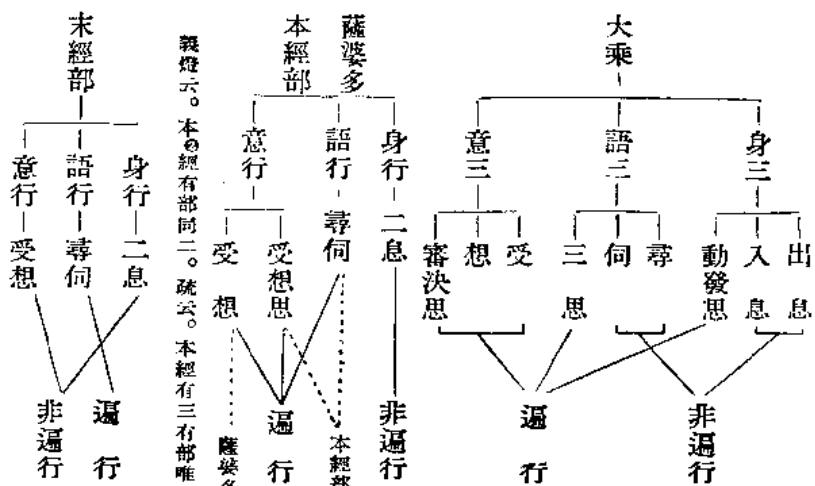 大乘
身三
語三
意三
出息
入息
動發思
尋
伺
三思
受
想
審決思
非遍行
遍行
薩婆多
本經部
身行
語行
意行
二息
尋伺
受想思
受想
非遍行
本經部
遍行
薩婆多
義燈云。本②經有部同二。疏云。本經有三有部唯
末經部
身行
語行
意行
二息
尋伺
受想
遍行
非遍行